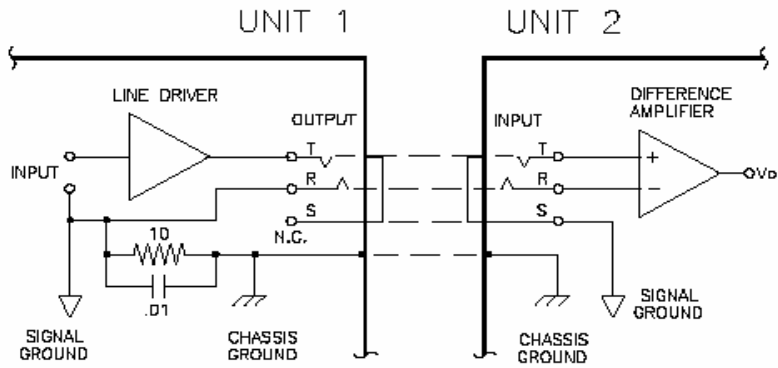 UNIT 1
UNIT 2
LINE DRIVER
OUTPUT
INPUT
DIFFERENCE
AMPLIFIER
T
T
+
INPUT
R
R
-
VD
S
S
N.C.
10
.01
SIGNAL
GROUND
CHASSIS
GROUND
CHASSIS
GROUND
SIGNAL
GROUND